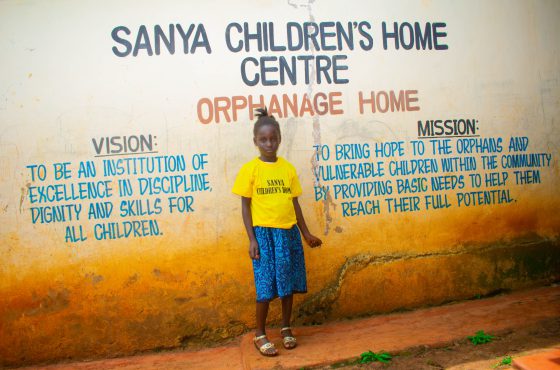 SANYA CHILDREN'S HOME
CENTRE
ORPHANAGE HOME
VISION:
TO BE AN INSTITUTION OF
EXCELLENCE IN DISCIPLINE,
DIGNITY AND SKILLS FOR
ALL CHILDREN.
MISSION:
TO BRING HOPE TO THE ORPHANS AND
VULNERABLE CHILDREN WITHIN THE COMMUNITY
BY PROVIDING BASIC NEEDS TO HELP THEM
REACH THEIR FULL POTENTIAL.
SANYA
CHILDREN'S HOME